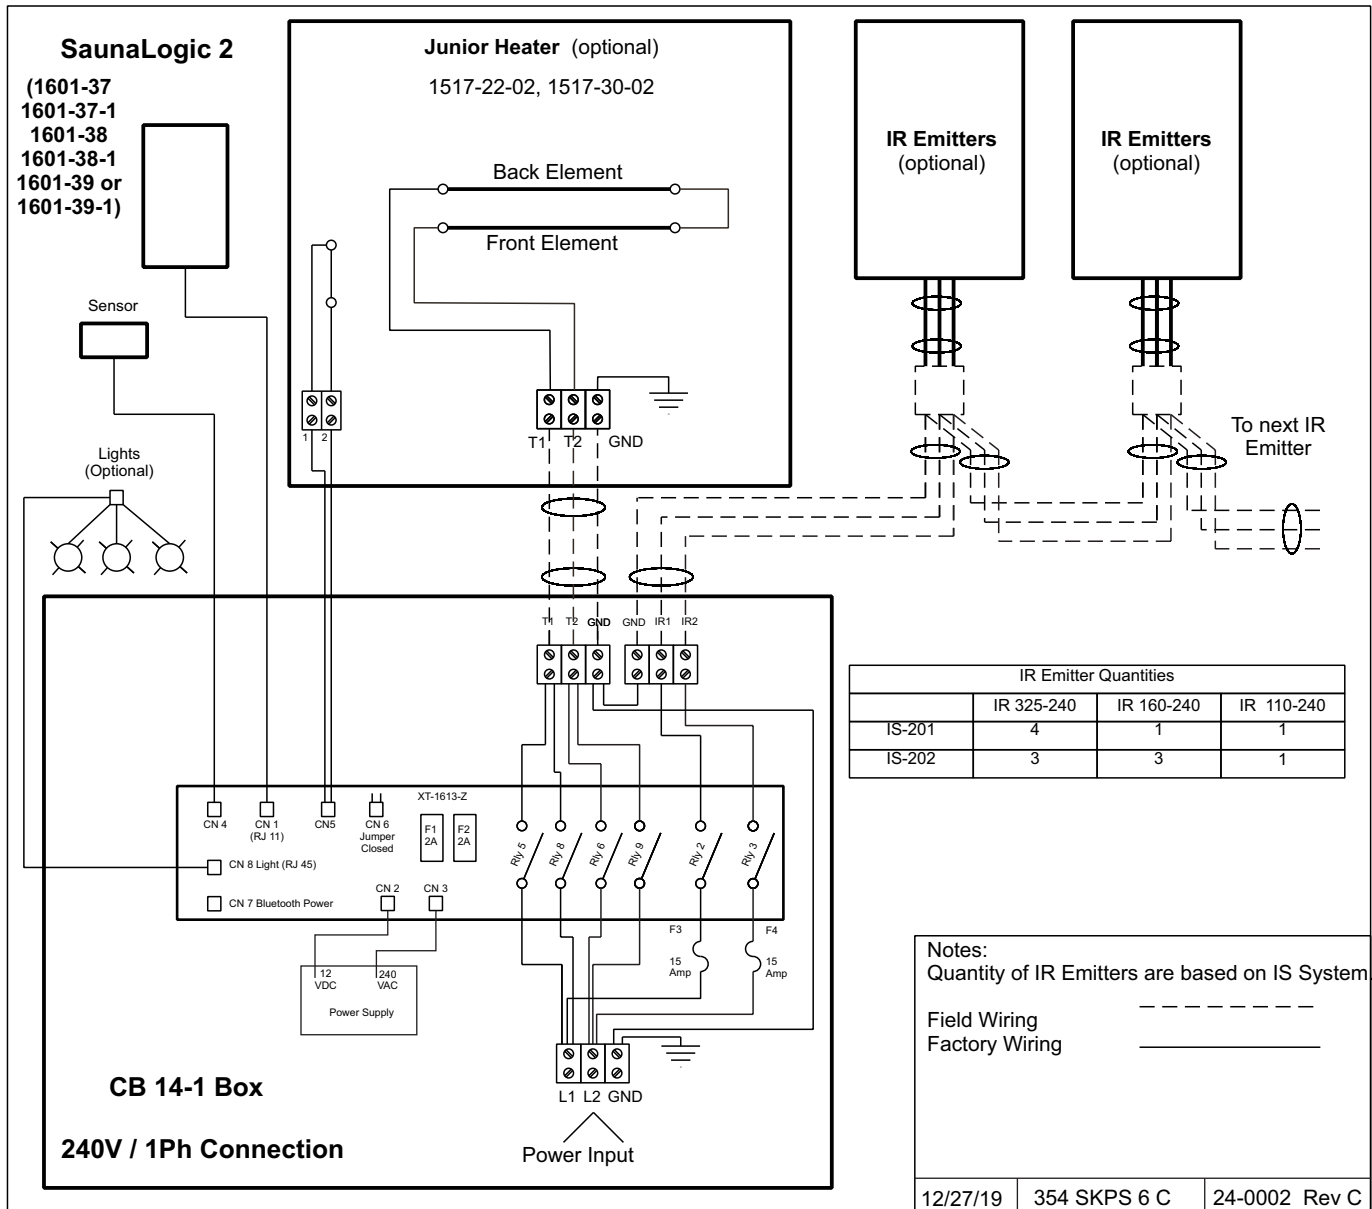 SaunaLogic 2
(1601-37
1601-37-1
1601-38
1601-38-1
1601-39 or
1601-39-1)
Junior Heater (optional)
1517-22-02, 1517-30-02
Back Element
Front Element
1 2
T1 T2 GND
IR Emitters
(optional)
IR Emitters
(optional)
To next IR
Emitter
Sensor
Lights
(Optional)
T1 T2 GND GND IR1 IR2
IR Emitter Quantities
IR 325-240 IR 160-240 IR 110-240
IS-201 4 1 1
IS-202 3 3 1
XT-1613-Z
CN 4
CN 1
(RJ 11)
CN5
CN 6
Jumper
Closed
F1
2A
F2
2A
Rly 5
Rly 8
Rly 6
Rly 9
Rly 2
Rly 3
CN 8 Light (RJ 45)
CN 7 Bluetooth Power
CN 2
CN 3
F3
15
Amp
F4
15
Amp
12
VDC
240
VAC
Power Supply
L1 L2 GND
Power Input
CB 14-1 Box
240V / 1Ph Connection
Notes:
Quantity of IR Emitters are based on IS System.
Field Wiring
Factory Wiring
12/27/19 354 SKPS 6 C 24-0002 Rev C